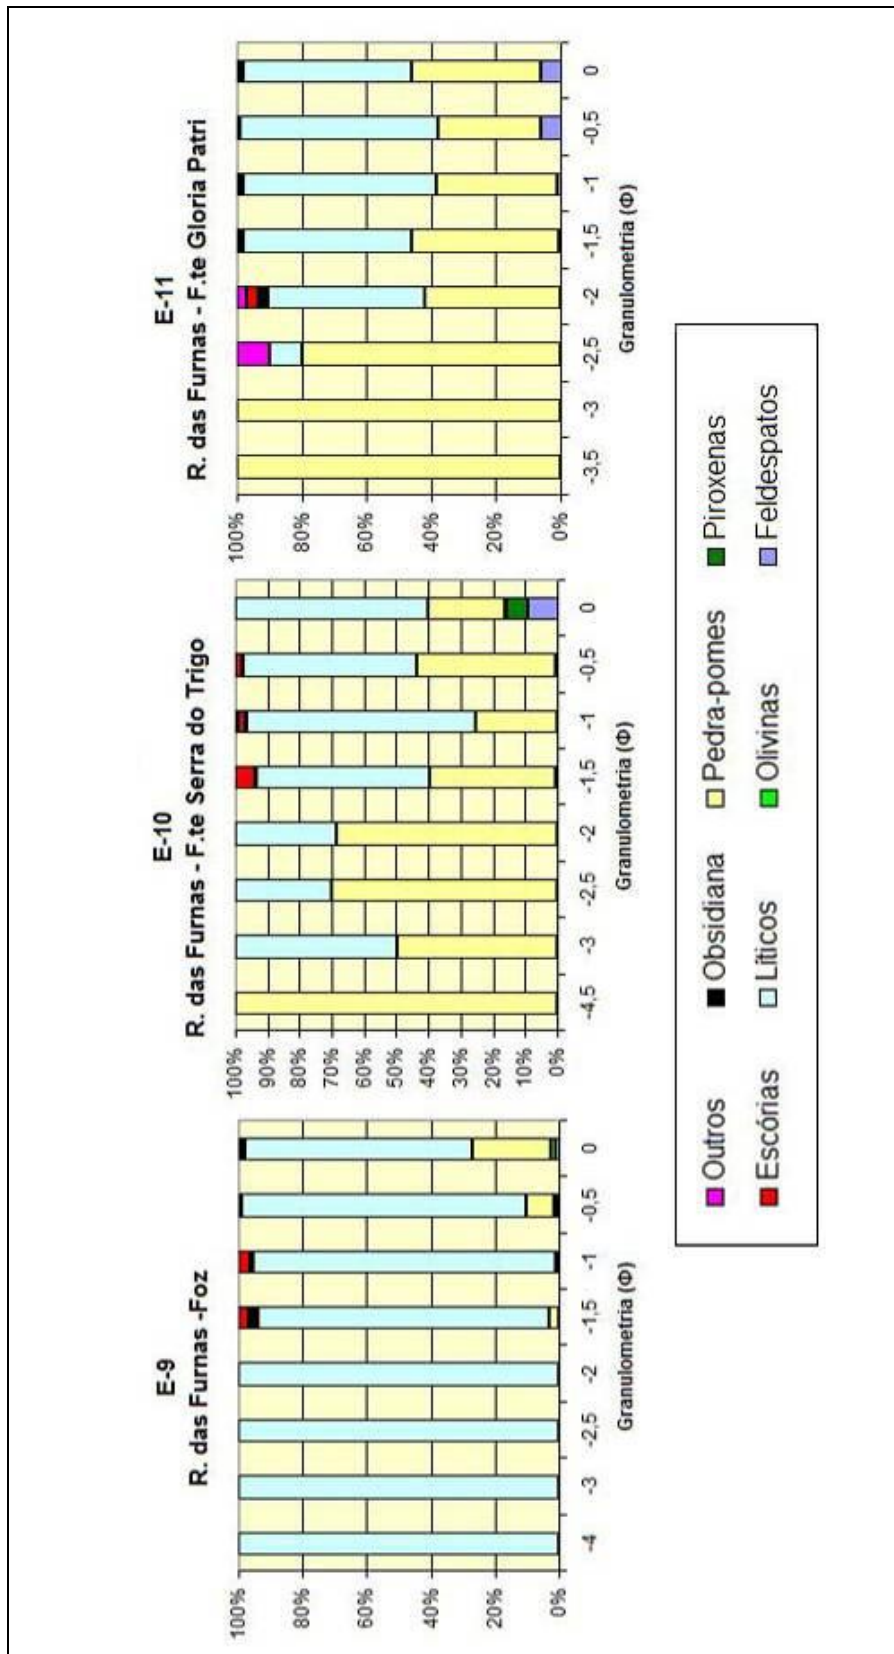 E-9
R. das Furnas -Foz
100%
80%
60%
40%
20%
0%
-4
-3
-2,5
-2
-1,5
-1
-0,5
0
Granulometria (Φ)
E-10
R. das Furnas - F.te Serra do Trigo
100%
90%
80%
70%
60%
50%
40%
30%
20%
10%
0%
-4,5
-3
-2,5
-2
-1,5
-1
-0,5
0
Granulometria (Φ)
E-11
R. das Furnas - F.te Gloria Patri
100%
80%
60%
40%
20%
0%
-3,5
-3
-2,5
-2
-1,5
-1
-0,5
0
Granulometria (Φ)
Outros
Obsidiana
Pedra-pomes
Piroxenas
Escórias
Líticos
Olivinas
Feldespatos